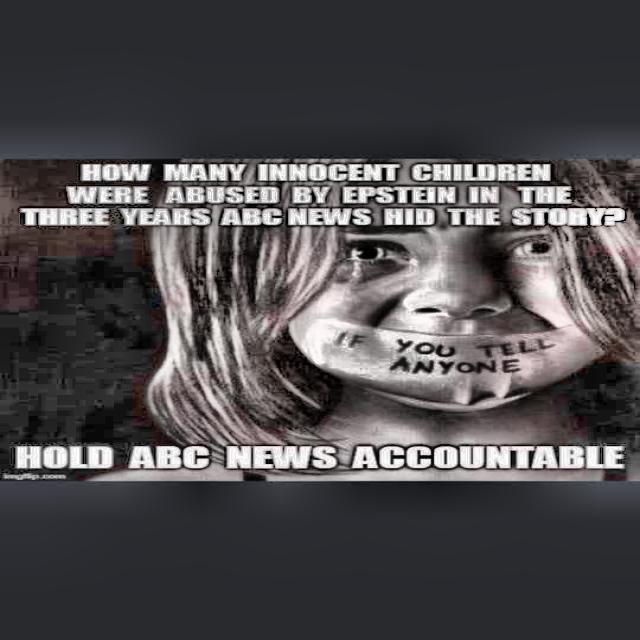 HOW MANY INNOCENT CHILDREN
WERE ABUSED BY EPSTEIN IN THE
THREE YEARS ABC NEWS HID THE STORY?
IF YOU TELL
ANYONE
HOLD ABC NEWS ACCOUNTABLE
imgflip.com